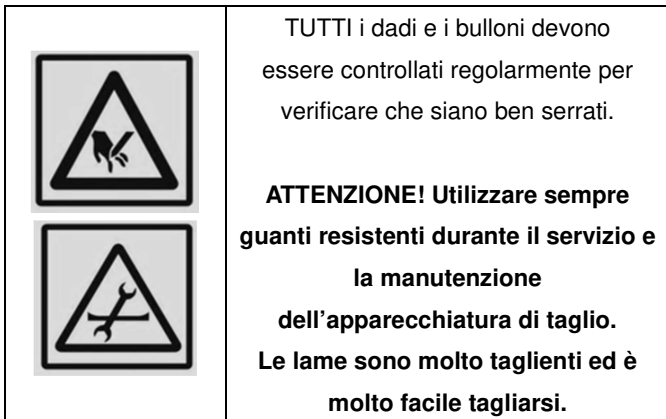 TUTTI i dadi e i bulloni devono
essere controllati regolarmente per
verificare che siano ben serrati.
ATTENZIONE! Utilizzare sempre
guanti resistenti durante il servizio e
la manutenzione
dell'apparecchiatura di taglio.
Le lame sono molto taglienti ed è
molto facile tagliarsi.